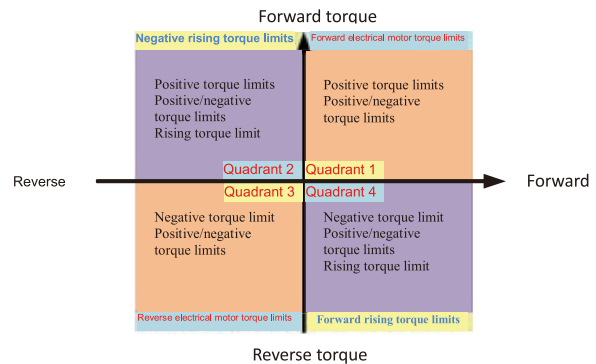 Forward torque
Negative rising torque limits
Forward electrical motor torque limits
Positive torque limits
Positive/negative
torque limits
Rising torque limit
Positive torque limits
Positive/negative
torque limits
Quadrant 2
Quadrant 1
Reverse
Forward
Quadrant 3
Quadrant 4
Negative torque limit
Positive/negative
torque limits
Negative torque limit
Positive/negative
torque limits
Rising torque limit
Reverse electrical motor torque limits
Forward rising torque limits
Reverse torque